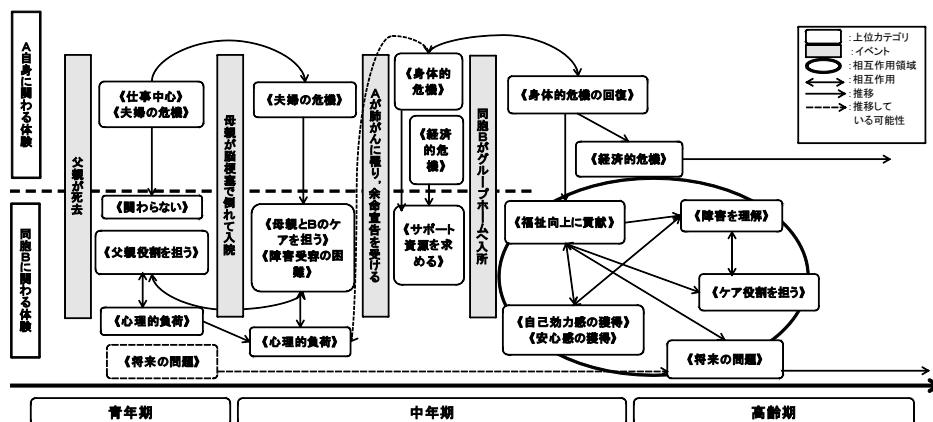 A自身に関わる体験
同胞Bに関わる体験
父親が死去
《仕事中心》
《夫婦の危機》
《関わらない》
《父親役割を担う》
《心理的負荷》
《将来の問題》
母親が脳梗塞で倒れて入院
《夫婦の危機》
《母親とBのケ
アを担う》
《障害受容の困
難》
《心理的負荷》
Aが肺がんに罹り,余命宣告を受ける
《身体的
危機》
《経済
的危
機》
《サポート
資源を求
める》
同胞Bがグループホームへ入所
《身体的危機の回復》
《経済的危機》
《福祉向上に貢献》
《障害を理解》
《ケア役割を担う》
《自己効力感の獲得》
《安心感の獲得》
《将来の問題》
：上位カテゴリ
：イベント
：相互作用領域
：相互作用
：推移
：推移して
いる可能性
青年期
中年期
高齢期